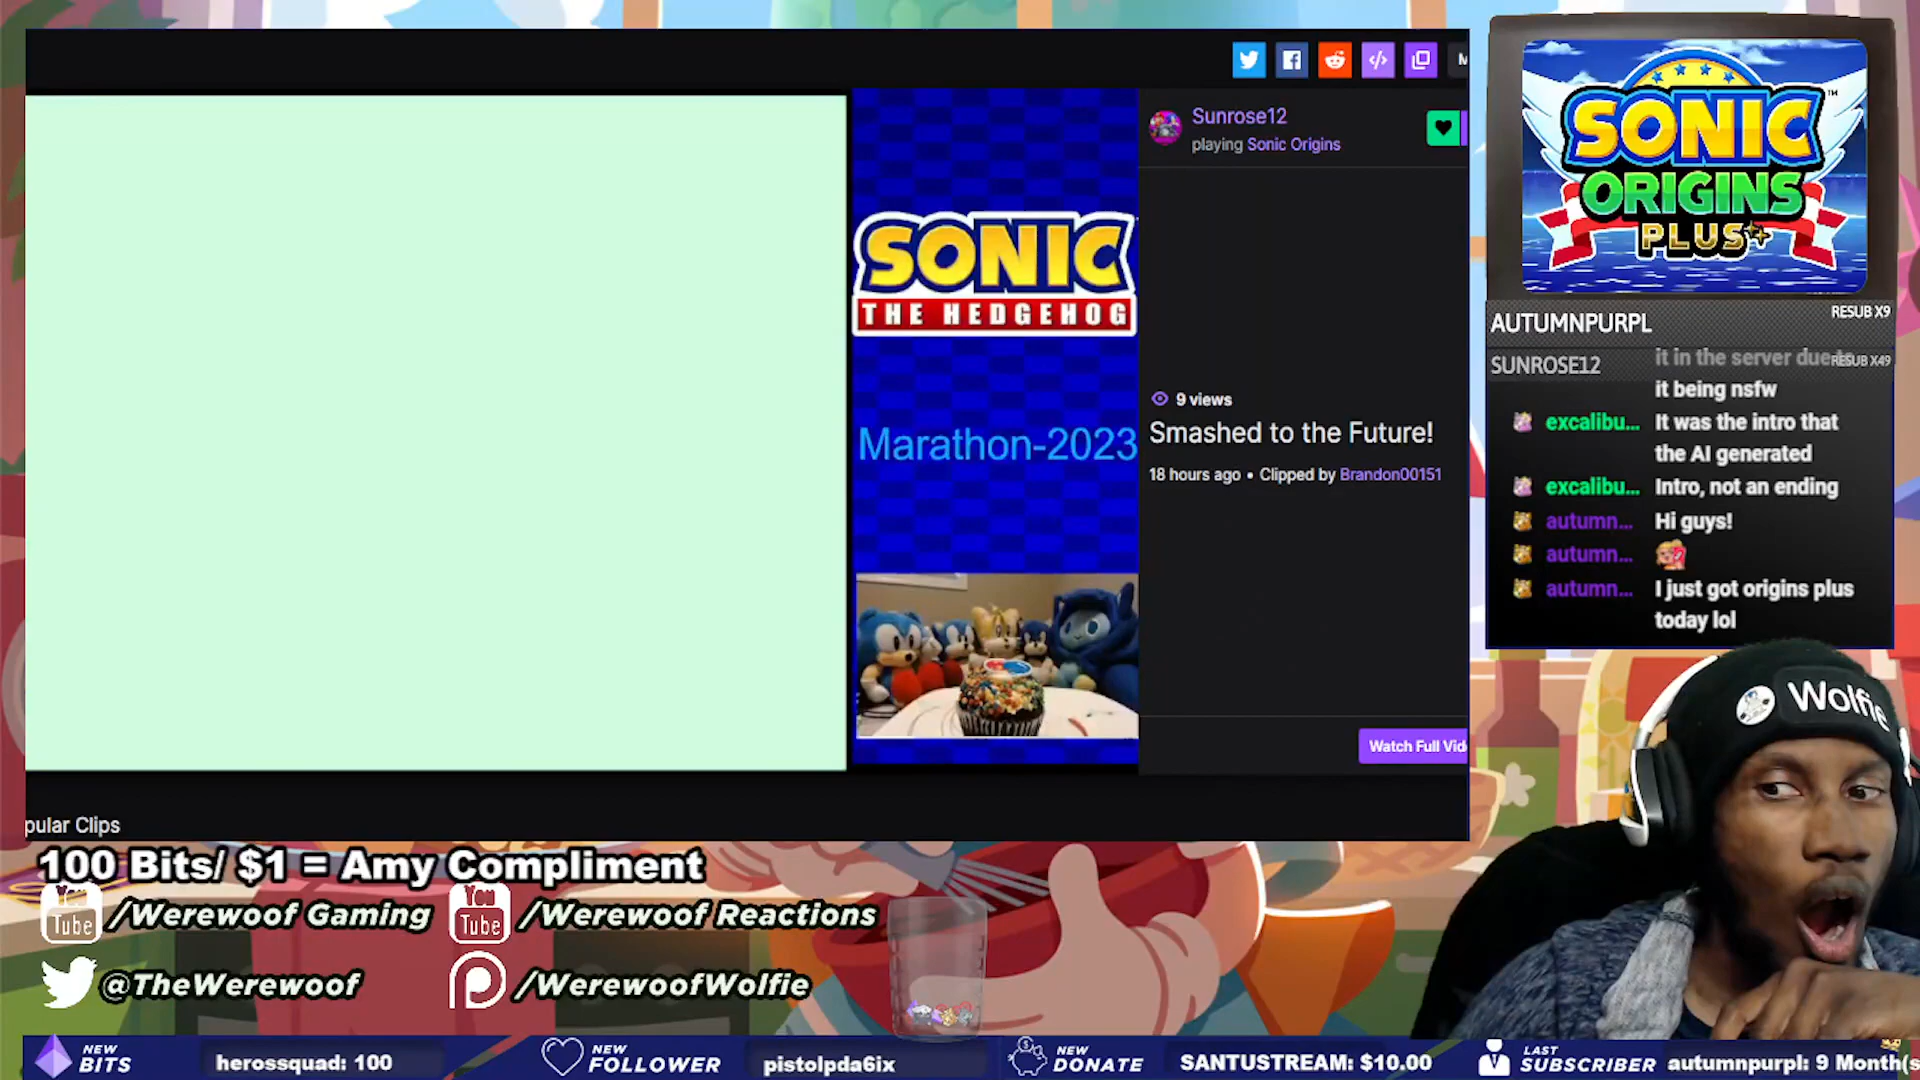 Sunrose12
playing Sonic Origins
SONIC
THE HEDGEHOG
Marathon-2023
9 views
Smashed to the Future!
18 hours ago • Clipped by Brandon00151
Watch Full Vid
pular Clips
SONIC
ORIGINS
PLUS
TM
AUTUMNPURPL RESUB X9
SUNROSE12 RESUB X49
it in the server due
it being nsfw
excalibu... It was the intro that
the AI generated
excalibu... Intro, not an ending
autumn... Hi guys!
autumn...
autumn... I just got origins plus
today lol
Wolfie
100 Bits/ $1 = Amy Compliment
You Tube /Werewoof Gaming
You Tube /Werewoof Reactions
@TheWerewoof
/WerewoofWolfie
NEW BITS
herossquad: 100
NEW FOLLOWER
pistolpda6ix
NEW DONATE
SANTUSTREAM: $10.00
LAST SUBSCRIBER
autumnpurpl: 9 Month(s